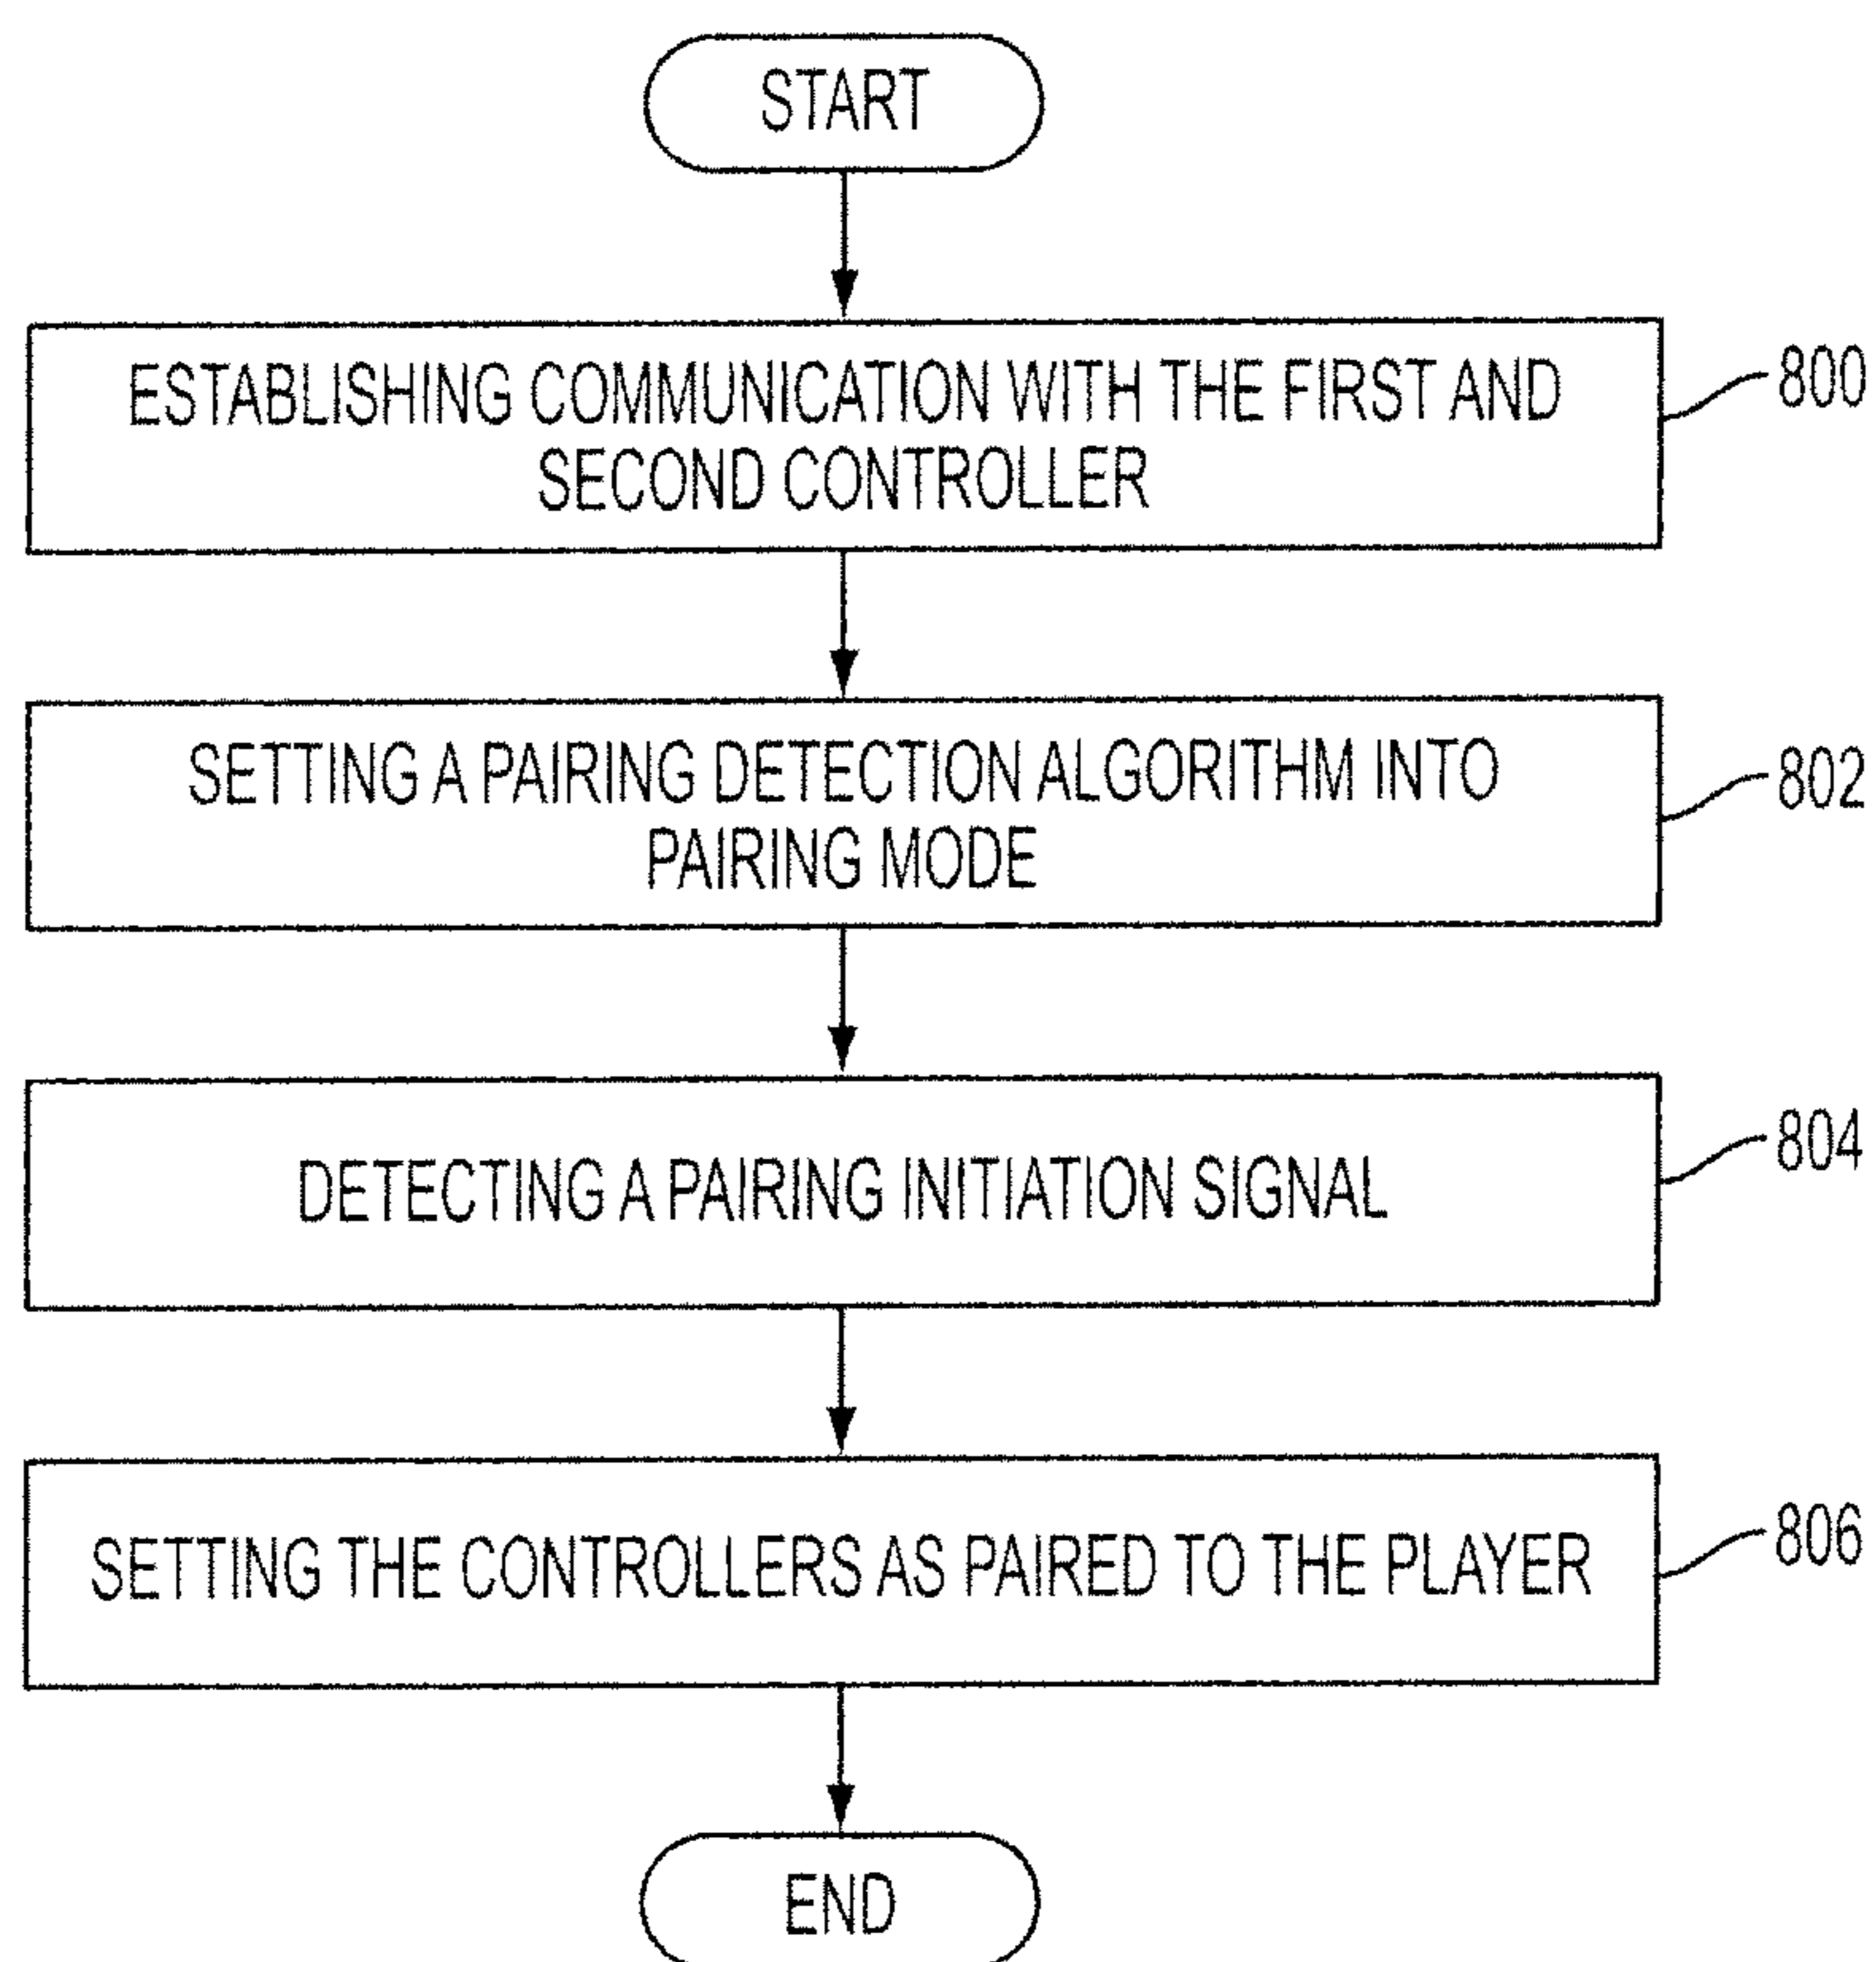 START
ESTABLISHING COMMUNICATION WITH THE FIRST AND
SECOND CONTROLLER
800
SETTING A PAIRING DETECTION ALGORITHM INTO
PAIRING MODE
802
DETECTING A PAIRING INITIATION SIGNAL
804
SETTING THE CONTROLLERS AS PAIRED TO THE PLAYER
806
END